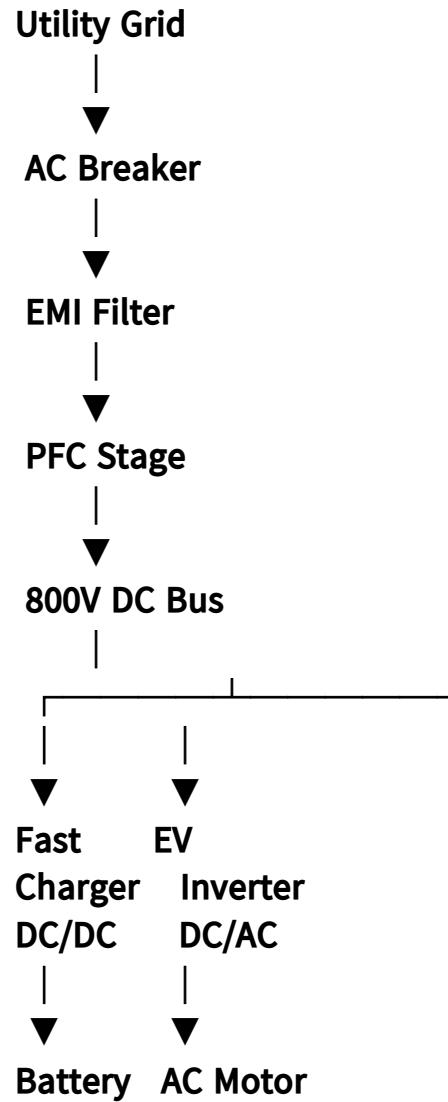 Utility Grid
AC Breaker
EMI Filter
PFC Stage
800V DC Bus
Fast EV
Charger Inverter
DC/DC DC/AC
Battery AC Motor